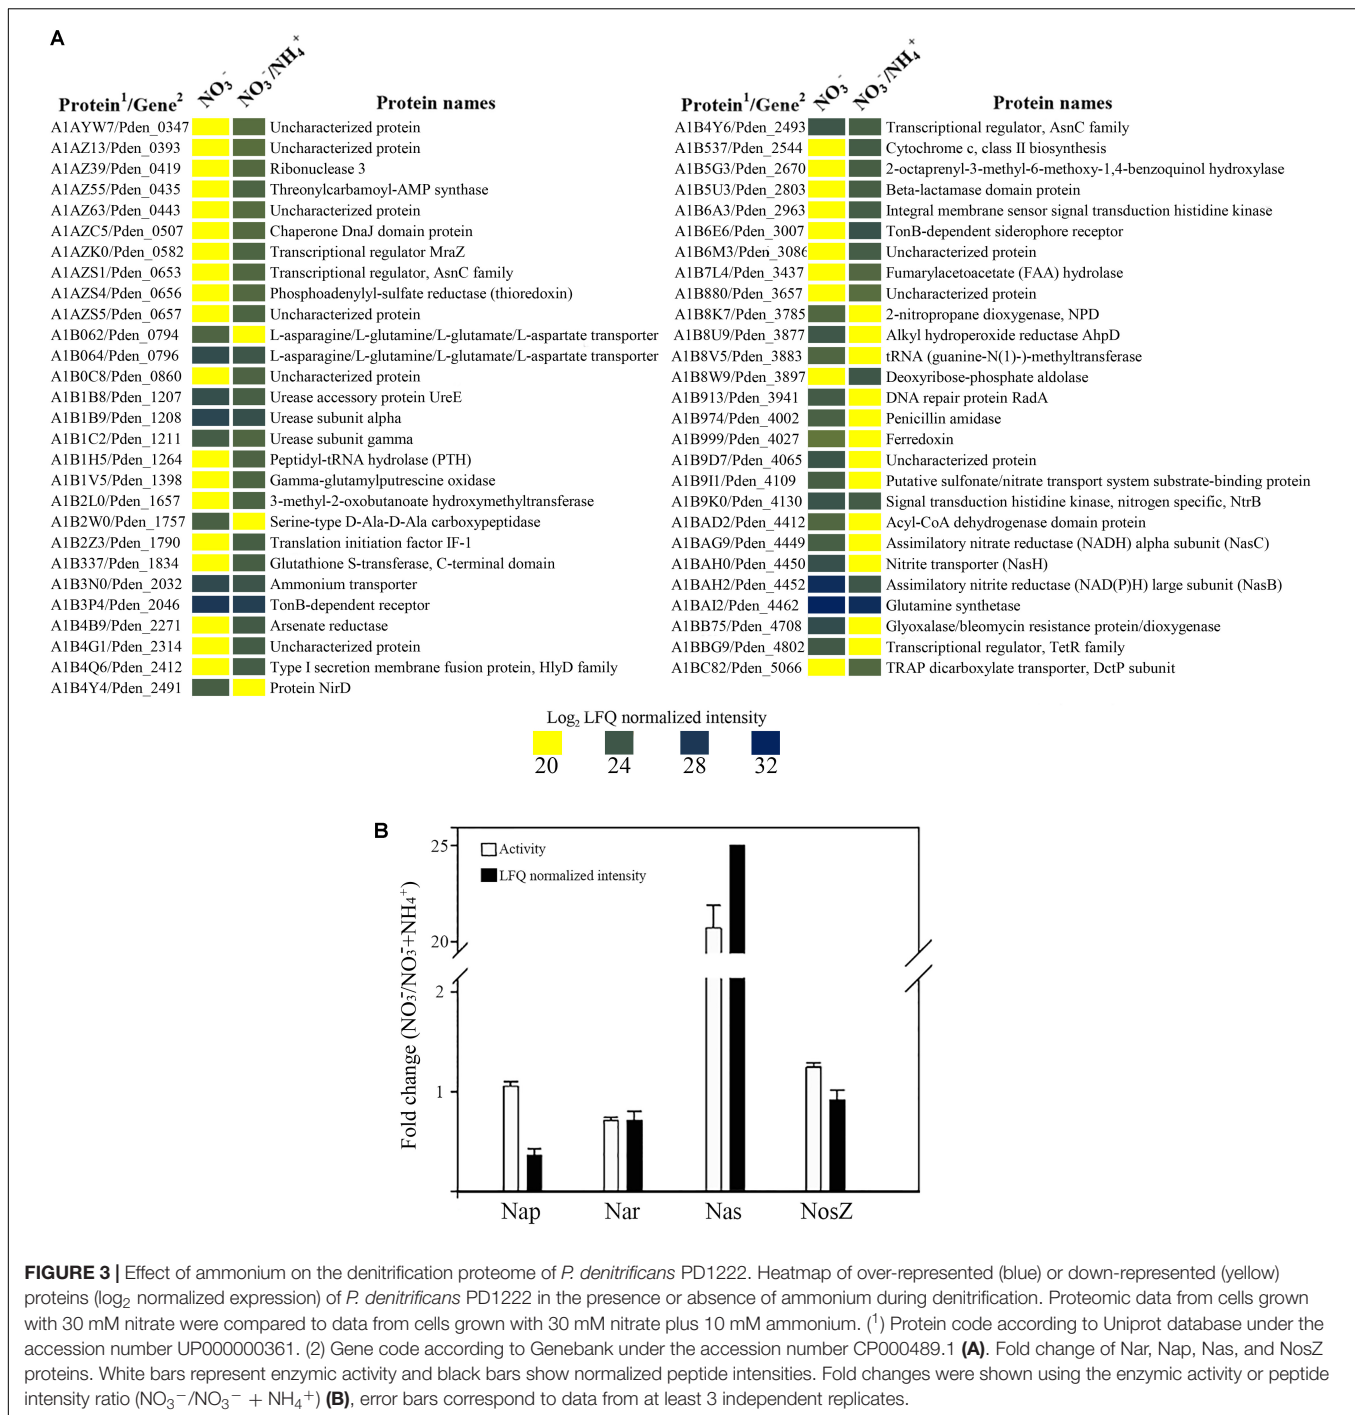 A
Protein¹/Gene² NO₃⁻ NO₃⁻/NH₄⁺ Protein names
A1AYW7/Pden_0347 Uncharacterized protein
A1AZ13/Pden_0393 Uncharacterized protein
A1AZ39/Pden_0419 Ribonuclease 3
A1AZ55/Pden_0435 Threonylcarbamoyl-AMP synthase
A1AZ63/Pden_0443 Uncharacterized protein
A1AZC5/Pden_0507 Chaperone DnaJ domain protein
A1AZK0/Pden_0582 Transcriptional regulator MraZ
A1AZS1/Pden_0653 Transcriptional regulator, AsnC family
A1AZS4/Pden_0656 Phosphoadenylyl-sulfate reductase (thioredoxin)
A1AZS5/Pden_0657 Uncharacterized protein
A1B062/Pden_0794 L-asparagine/L-glutamine/L-glutamate/L-aspartate transporter
A1B064/Pden_0796 L-asparagine/L-glutamine/L-glutamate/L-aspartate transporter
A1B0C8/Pden_0860 Uncharacterized protein
A1B1B8/Pden_1207 Urease accessory protein UreE
A1B1B9/Pden_1208 Urease subunit alpha
A1B1C2/Pden_1211 Urease subunit gamma
A1B1H5/Pden_1264 Peptidyl-tRNA hydrolase (PTH)
A1B1V5/Pden_1398 Gamma-glutamylputrescine oxidase
A1B2L0/Pden_1657 3-methyl-2-oxobutanoate hydroxymethyltransferase
A1B2W0/Pden_1757 Serine-type D-Ala-D-Ala carboxypeptidase
A1B2Z3/Pden_1790 Translation initiation factor IF-1
A1B337/Pden_1834 Glutathione S-transferase, C-terminal domain
A1B3N0/Pden_2032 Ammonium transporter
A1B3P4/Pden_2046 TonB-dependent receptor
A1B4B9/Pden_2271 Arsenate reductase
A1B4G1/Pden_2314 Uncharacterized protein
A1B4Q6/Pden_2412 Type I secretion membrane fusion protein, HlyD family
A1B4Y4/Pden_2491 Protein NirD
Protein¹/Gene² NO₃⁻ NO₃⁻/NH₄⁺ Protein names
A1B4Y6/Pden_2493 Transcriptional regulator, AsnC family
A1B537/Pden_2544 Cytochrome c, class II biosynthesis
A1B5G3/Pden_2670 2-octaprenyl-3-methyl-6-methoxy-1,4-benzoquinol hydroxylase
A1B5U3/Pden_2803 Beta-lactamase domain protein
A1B6A3/Pden_2963 Integral membrane sensor signal transduction histidine kinase
A1B6E6/Pden_3007 TonB-dependent siderophore receptor
A1B6M3/Pden_3086 Uncharacterized protein
A1B7L4/Pden_3437 Fumarylacetoacetate (FAA) hydrolase
A1B880/Pden_3657 Uncharacterized protein
A1B8K7/Pden_3785 2-nitropropane dioxygenase, NPD
A1B8U9/Pden_3877 Alkyl hydroperoxide reductase AhpD
A1B8V5/Pden_3883 tRNA (guanine-N(1)-)-methyltransferase
A1B8W9/Pden_3897 Deoxyribose-phosphate aldolase
A1B913/Pden_3941 DNA repair protein RadA
A1B974/Pden_4002 Penicillin amidase
A1B999/Pden_4027 Ferredoxin
A1B9D7/Pden_4065 Uncharacterized protein
A1B9I1/Pden_4109 Putative sulfonate/nitrate transport system substrate-binding protein
A1B9K0/Pden_4130 Signal transduction histidine kinase, nitrogen specific, NtrB
A1BAD2/Pden_4412 Acyl-CoA dehydrogenase domain protein
A1BAG9/Pden_4449 Assimilatory nitrate reductase (NADH) alpha subunit (NasC)
A1BAH0/Pden_4450 Nitrite transporter (NasH)
A1BAH2/Pden_4452 Assimilatory nitrite reductase (NAD(P)H) large subunit (NasB)
A1BAI2/Pden_4462 Glutamine synthetase
A1BB75/Pden_4708 Glyoxalase/bleomycin resistance protein/dioxygenase
A1BBG9/Pden_4802 Transcriptional regulator, TetR family
A1BC82/Pden_5066 TRAP dicarboxylate transporter, DctP subunit
Log₂ LFQ normalized intensity
20 24 28 32
B
Fold change (NO₃⁻/NO₃⁻+NH₄⁺)
25
20
2
1
Activity
LFQ normalized intensity
Nap Nar Nas NosZ
FIGURE 3 | Effect of ammonium on the denitrification proteome of P. denitrificans PD1222. Heatmap of over-represented (blue) or down-represented (yellow)
proteins (log₂ normalized expression) of P. denitrificans PD1222 in the presence or absence of ammonium during denitrification. Proteomic data from cells grown
with 30 mM nitrate were compared to data from cells grown with 30 mM nitrate plus 10 mM ammonium. (¹) Protein code according to Uniprot database under the
accession number UP000000361. (2) Gene code according to Genebank under the accession number CP000489.1 (A). Fold change of Nar, Nap, Nas, and NosZ
proteins. White bars represent enzymic activity and black bars show normalized peptide intensities. Fold changes were shown using the enzymic activity or peptide
intensity ratio (NO₃⁻/NO₃⁻ + NH₄⁺) (B), error bars correspond to data from at least 3 independent replicates.